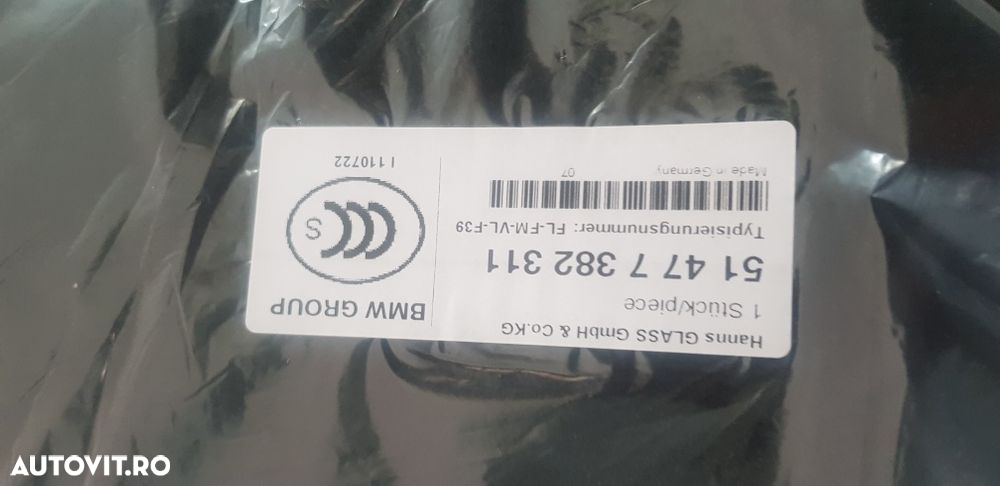 Hanns GLASS GmbH & Co.KG
1 Stück/piece
51 47 7 382 311
Typisierungsnummer: FL-FM-VL-F39
Made in Germany 07
BMW GROUP
CCC S
I 110722
AUTOVIT.RO